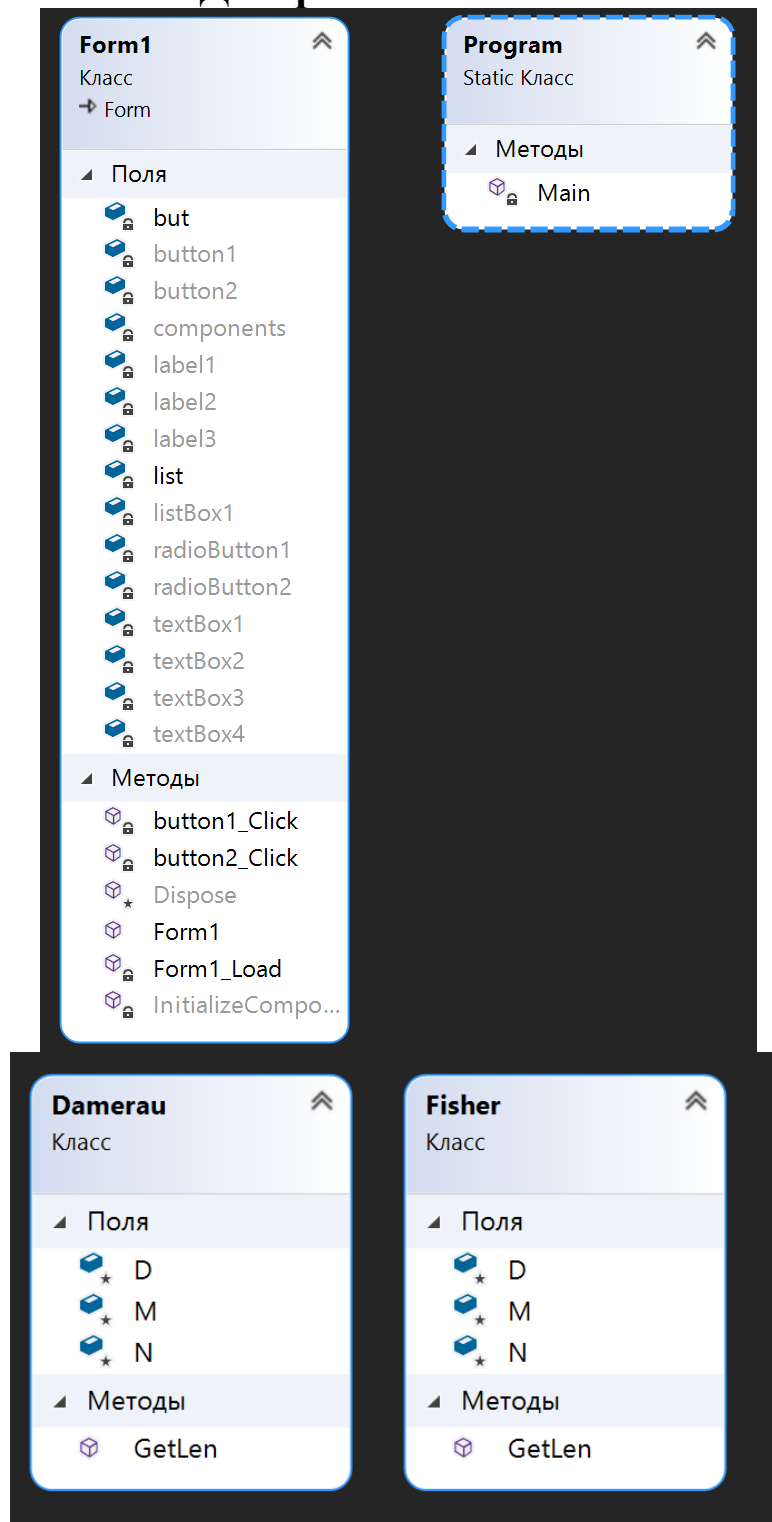 Form1
Класс
Form
Поля
but
button1
button2
components
label1
label2
label3
list
listBox1
radioButton1
radioButton2
textBox1
textBox2
textBox3
textBox4
Методы
button1_Click
button2_Click
Dispose
Form1
Form1_Load
InitializeCompo...
Program
Static Класс
Методы
Main
Damerau
Класс
Поля
D
M
N
Методы
GetLen
Fisher
Класс
Поля
D
M
N
Методы
GetLen